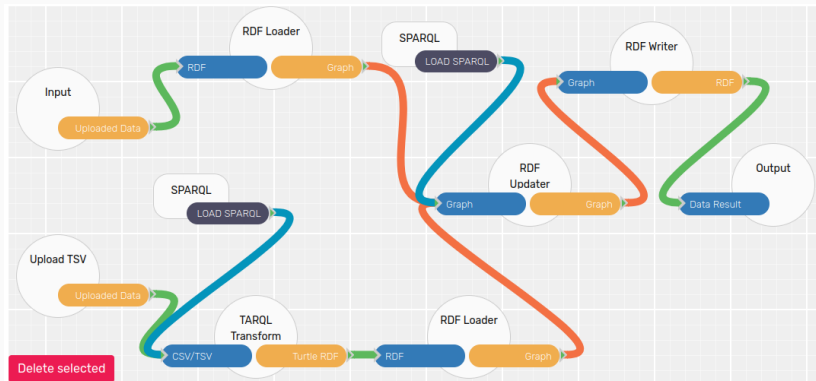 RDF Loader
RDF
Graph
SPARQL
LOAD SPARQL
RDF Writer
Graph
RDF
Input
Uploaded Data
SPARQL
LOAD SPARQL
RDF
Updater
Graph
Graph
Output
Data Result
Upload TSV
Uploaded Data
TARQL
Transform
CSV/TSV
Turtle RDF
RDF Loader
RDF
Graph
Delete selected